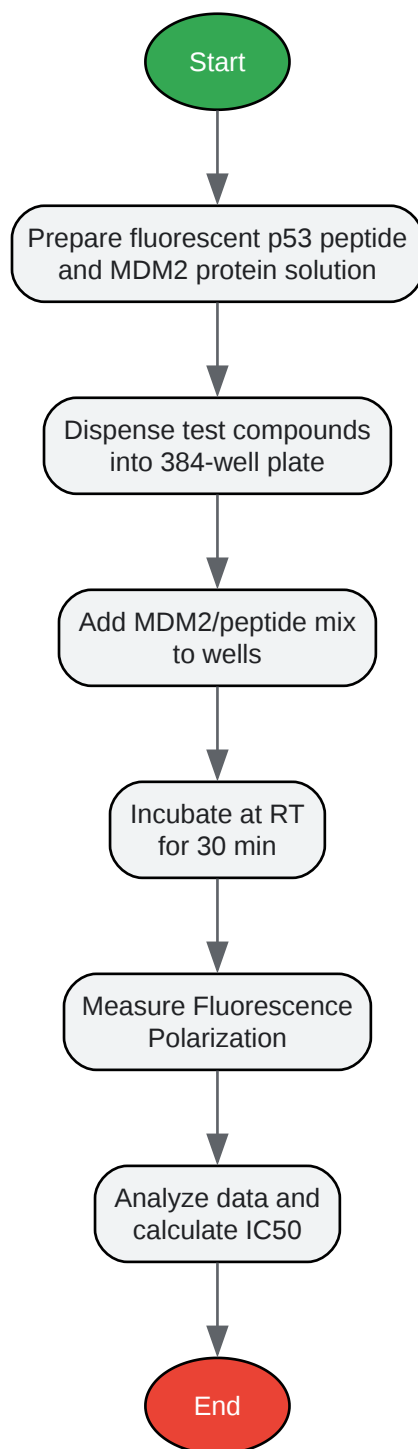 Start
Prepare fluorescent p53 peptide
and MDM2 protein solution
Dispense test compounds
into 384-well plate
Add MDM2/peptide mix
to wells
Incubate at RT
for 30 min
Measure Fluorescence
Polarization
Analyze data and
calculate IC50
End